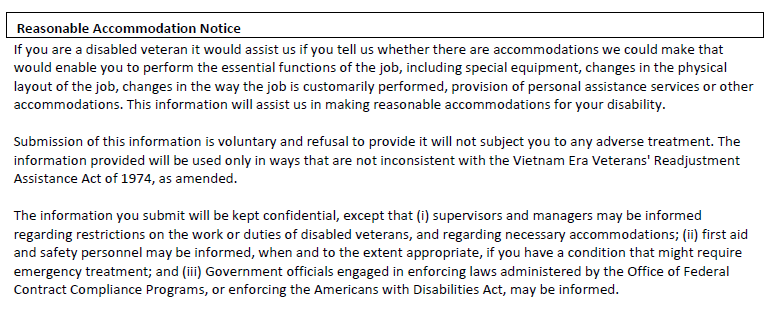 Reasonable Accommodation Notice
If you are a disabled veteran it would assist us if you tell us whether there are accommodations we could make that
would enable you to perform the essential functions of the job, including special equipment, changes in the physical
layout of the job, changes in the way the job is customarily performed, provision of personal assistance services or other
accommodations. This information will assist us in making reasonable accommodations for your disability.
Submission of this information is voluntary and refusal to provide it will not subject you to any adverse treatment. The
information provided will be used only in ways that are not inconsistent with the Vietnam Era Veterans' Readjustment
Assistance Act of 1974, as amended.
The information you submit will be kept confidential, except that (i) supervisors and managers may be informed
regarding restrictions on the work or duties of disabled veterans, and regarding necessary accommodations; (ii) first aid
and safety personnel may be informed, when and to the extent appropriate, if you have a condition that might require
emergency treatment; and (iii) Government officials engaged in enforcing laws administered by the Office of Federal
Contract Compliance Programs, or enforcing the Americans with Disabilities Act, may be informed.